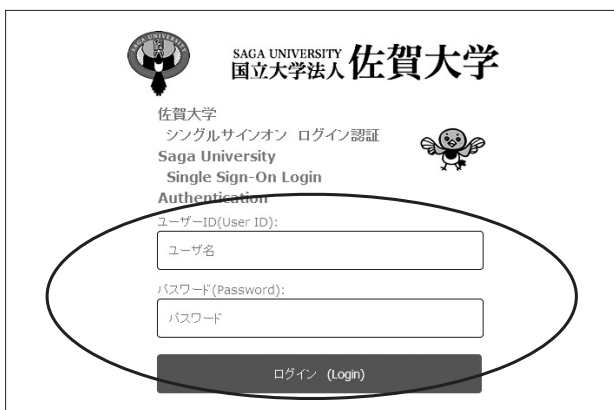 SAGA UNIVERSITY
SAGA UNIVERSITY
国立大学法人 佐賀大学
佐賀大学
シングルサインオン ログイン認証
Saga University
Single Sign-On Login
Authentication
ユーザーID(User ID):
ユーザ名
パスワード(Password):
パスワード
ログイン (Login)